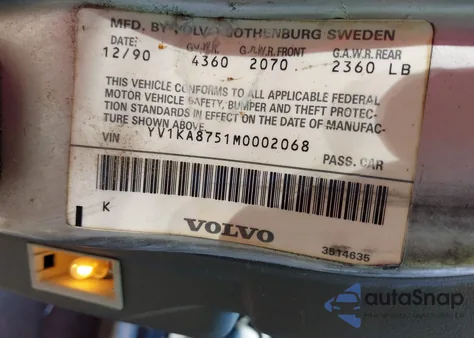 MFD. BY VOLVO GOTHENBURG SWEDEN
DATE: G.V.W.R. G.A.W.R. FRONT G.A.W.R. REAR
12/90 4360 2070 2360 LB
THIS VEHICLE CONFORMS TO ALL APPLICABLE FEDERAL
MOTOR VEHICLE SAFETY, BUMPER AND THEFT PROTEC-
TION STANDARDS IN EFFECT ON THE DATE OF MANUFAC-
TURE SHOWN ABOVE
VIN YV1KA8751M0002068 PASS. CAR
K
VOLVO
3514635
autoSnap